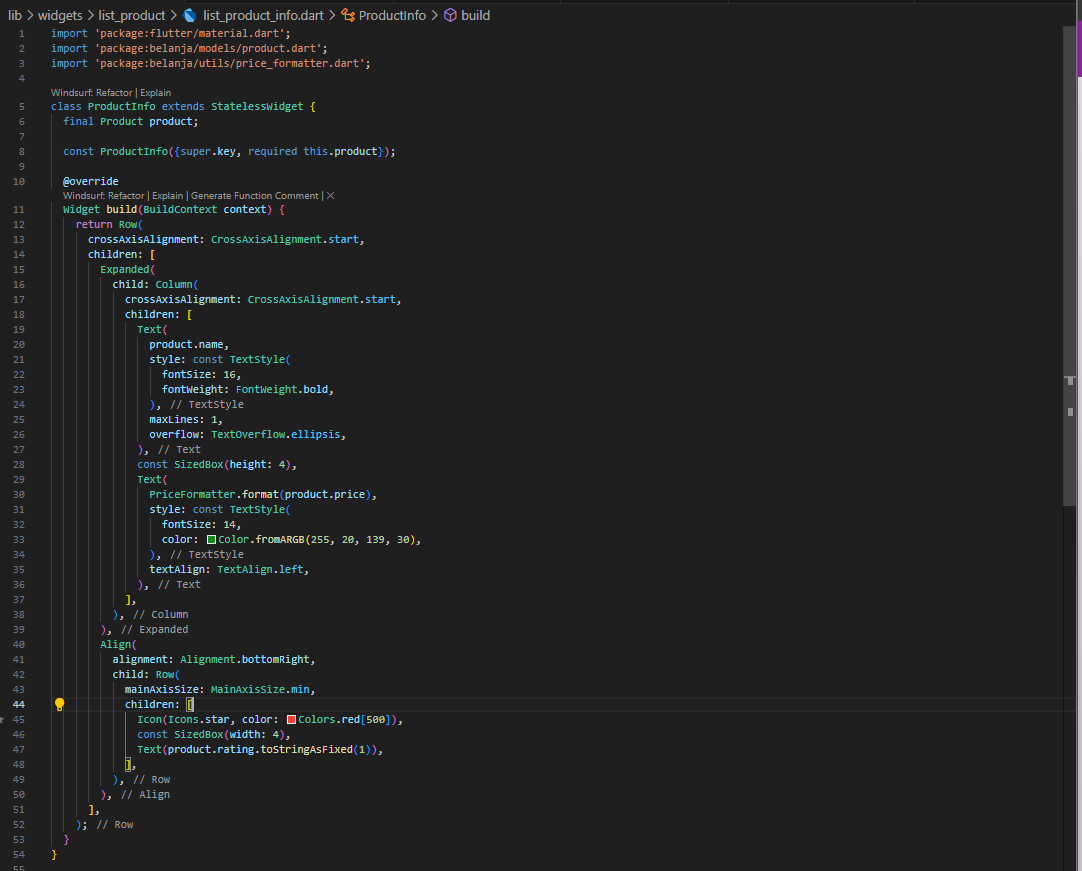 lib > widgets > list_product > list_product_info.dart > ProductInfo > build
1 import 'package:flutter/material.dart';
2 import 'package:belanja/models/product.dart';
3 import 'package:belanja/utils/price_formatter.dart';
4
Windsurf: Refactor | Explain
5 class ProductInfo extends StatelessWidget {
6   final Product product;
7
8   const ProductInfo({super.key, required this.product});
9
10   @override
Windsurf: Refactor | Explain | Generate Function Comment | ×
11   Widget build(BuildContext context) {
12     return Row(
13       crossAxisAlignment: CrossAxisAlignment.start,
14       children: [
15         Expanded(
16           child: Column(
17             crossAxisAlignment: CrossAxisAlignment.start,
18             children: [
19               Text(
20                 product.name,
21                 style: const TextStyle(
22                   fontSize: 16,
23                   fontWeight: FontWeight.bold,
24                 ), // TextStyle
25                 maxLines: 1,
26                 overflow: TextOverflow.ellipsis,
27               ), // Text
28               const SizedBox(height: 4),
29               Text(
30                 PriceFormatter.format(product.price),
31                 style: const TextStyle(
32                   fontSize: 14,
33                   color: Color.fromARGB(255, 20, 139, 30),
34                 ), // TextStyle
35                 textAlign: TextAlign.left,
36               ), // Text
37             ],
38           ), // Column
39         ), // Expanded
40         Align(
41           alignment: Alignment.bottomRight,
42           child: Row(
43             mainAxisSize: MainAxisSize.min,
44             children: [
45               Icon(Icons.star, color: Colors.red[500]),
46               const SizedBox(width: 4),
47               Text(product.rating.toStringAsFixed(1)),
48             ],
49           ), // Row
50         ), // Align
51       ],
52     ); // Row
53   }
54 }
55